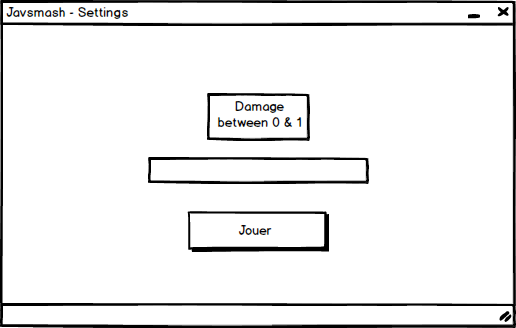 Javsmash - Settings
Damage
between 0 & 1
Jouer